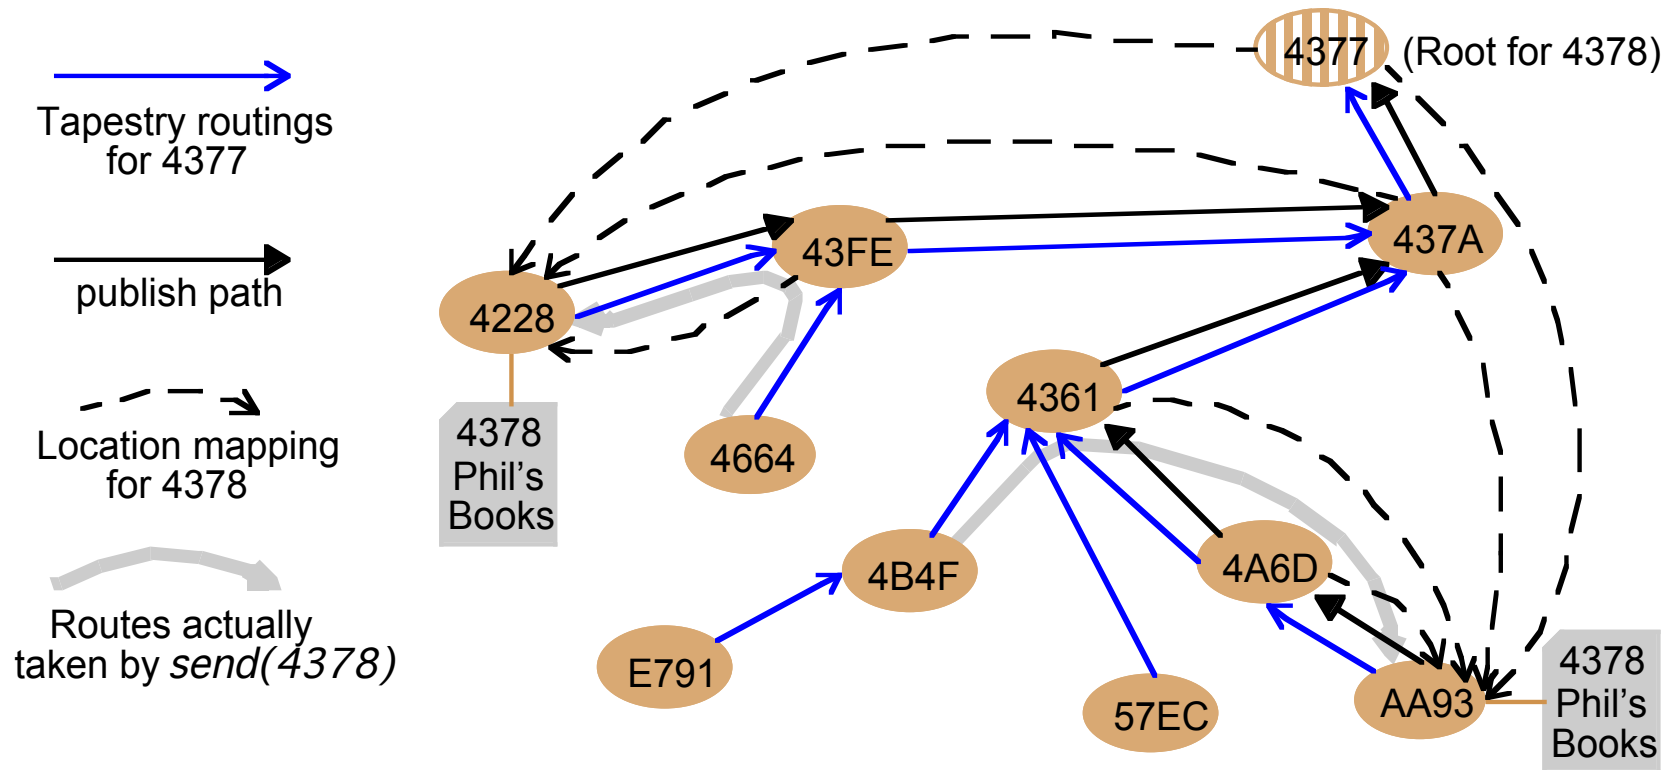 Tapestry routings
for 4377
publish path
Location mapping
for 4378
Routes actually
taken by send(4378)
4377
(Root for 4378)
437A
43FE
4228
4378
Phil's
Books
4664
4361
4B4F
4A6D
E791
57EC
AA93
4378
Phil's
Books